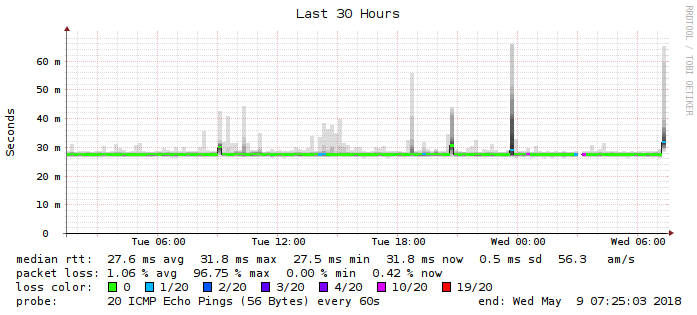 Last 30 Hours
RRDTOOL / TOBI OETIKER
Seconds
60 m
50 m
40 m
30 m
20 m
10 m
0
Tue 06:00 Tue 12:00 Tue 18:00 Wed 00:00 Wed 06:00
median rtt: 27.6 ms avg 31.8 ms max 27.5 ms min 31.8 ms now 0.5 ms sd 56.3 am/s
packet loss: 1.06 % avg 96.75 % max 0.00 % min 0.42 % now
loss color: 0 1/20 2/20 3/20 4/20 10/20 19/20
probe: 20 ICMP Echo Pings (56 Bytes) every 60s end: Wed May 9 07:25:03 2018